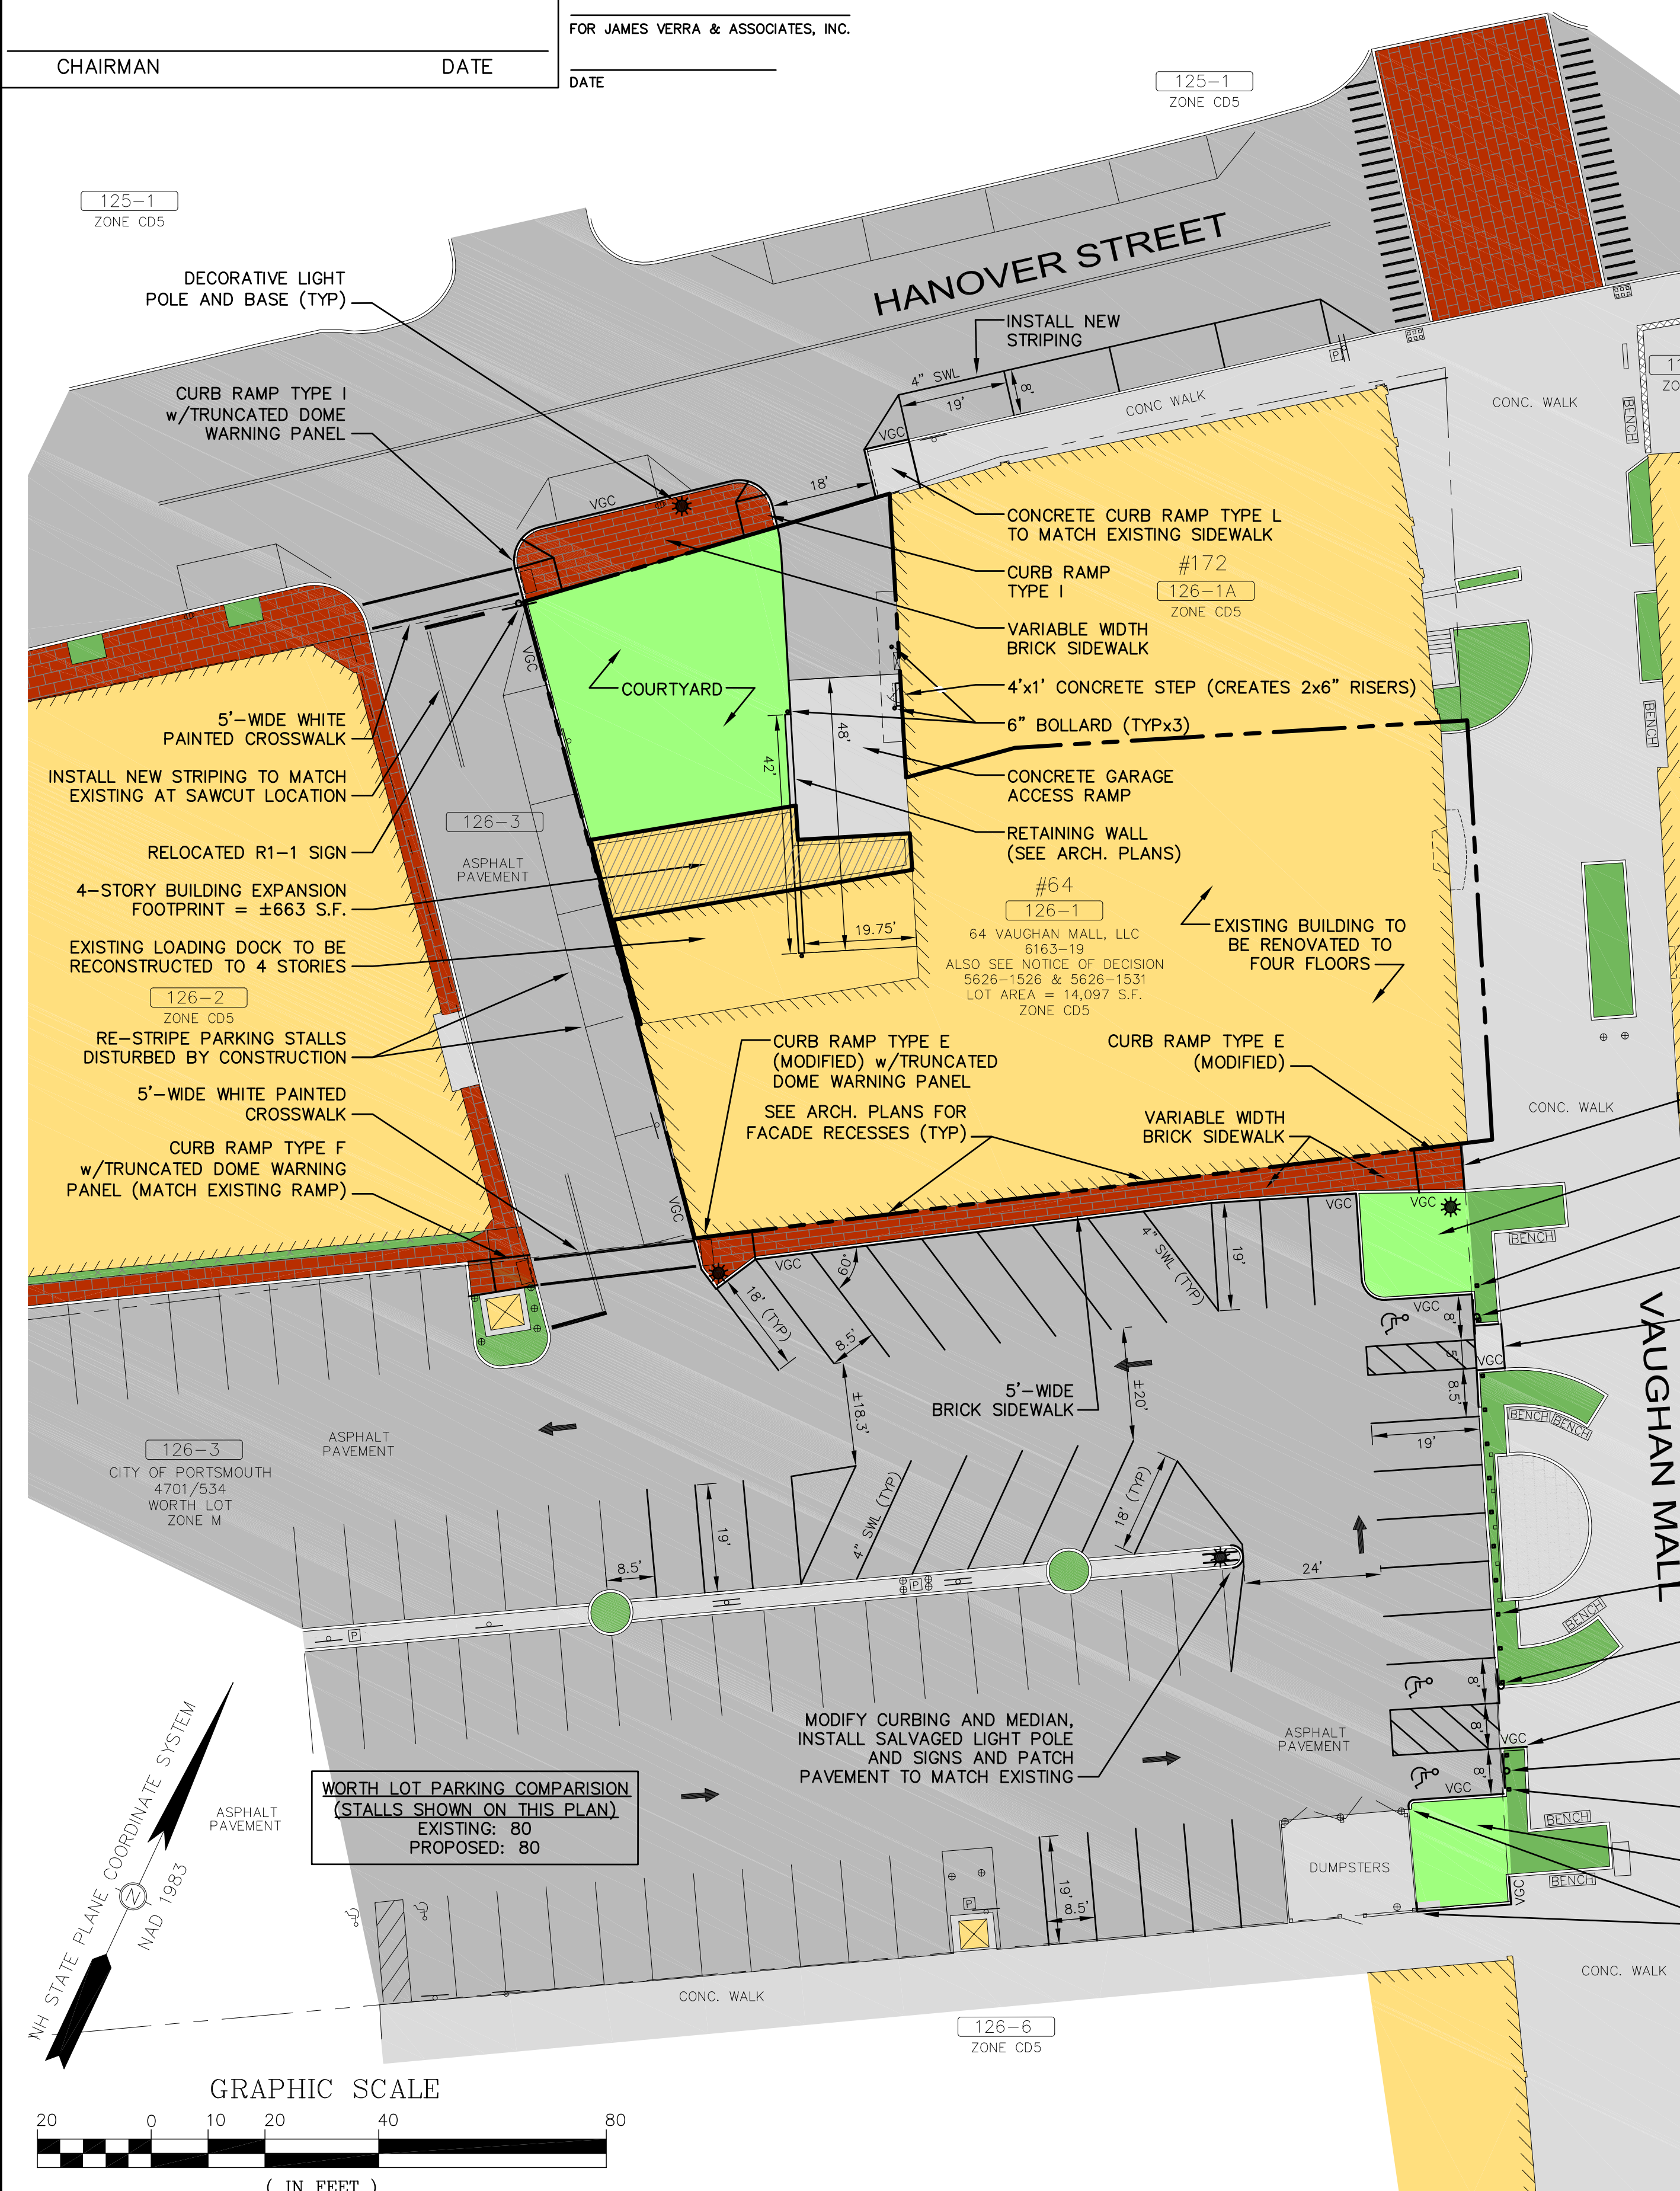 FOR JAMES VERRA & ASSOCIATES, INC.
CHAIRMAN
DATE
DATE
125-1
ZONE CD5
125-1
ZONE CD5
HANOVER STREET
DECORATIVE LIGHT
POLE AND BASE (TYP)
INSTALL NEW
STRIPING
P
4" SWL
19'
8'
CONC WALK
CONC. WALK
BENCH
11
ZO
CURB RAMP TYPE I
w/TRUNCATED DOME
WARNING PANEL
VGC
VGC
18'
CONCRETE CURB RAMP TYPE L
TO MATCH EXISTING SIDEWALK
#172
126-1A
ZONE CD5
CURB RAMP
TYPE I
VARIABLE WIDTH
BRICK SIDEWALK
VGC
COURTYARD
4'x1' CONCRETE STEP (CREATES 2x6" RISERS)
6" BOLLARD (TYPx3)
48'
42'
BENCH
5'-WIDE WHITE
PAINTED CROSSWALK
INSTALL NEW STRIPING TO MATCH
EXISTING AT SAWCUT LOCATION
CONCRETE GARAGE
ACCESS RAMP
126-3
ASPHALT
PAVEMENT
RELOCATED R1-1 SIGN
RETAINING WALL
(SEE ARCH. PLANS)
4-STORY BUILDING EXPANSION
FOOTPRINT = ±663 S.F.
#64
126-1
64 VAUGHAN MALL, LLC
6163-19
ALSO SEE NOTICE OF DECISION
5626-1526 & 5626-1531
LOT AREA = 14,097 S.F.
ZONE CD5
EXISTING BUILDING TO
BE RENOVATED TO
FOUR FLOORS
19.75'
EXISTING LOADING DOCK TO BE
RECONSTRUCTED TO 4 STORIES
126-2
ZONE CD5
RE-STRIPE PARKING STALLS
DISTURBED BY CONSTRUCTION
CURB RAMP TYPE E
(MODIFIED) w/TRUNCATED
DOME WARNING PANEL
CURB RAMP TYPE E
(MODIFIED)
5'-WIDE WHITE PAINTED
CROSSWALK
SEE ARCH. PLANS FOR
FACADE RECESSES (TYP)
VARIABLE WIDTH
BRICK SIDEWALK
CONC. WALK
CURB RAMP TYPE F
w/TRUNCATED DOME WARNING
PANEL (MATCH EXISTING RAMP)
VGC
VGC
VGC
VGC
BENCH
60°
4" SWL (TYP)
19'
18' (TYP)
8.5'
VGC
8'
5'
VGC
8.5'
±18.3'
±20'
5'-WIDE
BRICK SIDEWALK
19'
BENCH
BENCH
VAUGHAN MALL
126-3
CITY OF PORTSMOUTH
4701/534
WORTH LOT
ZONE M
ASPHALT
PAVEMENT
19'
4" SWL (TYP)
18' (TYP)
8.5'
P
P
24'
BENCH
8'
8'
VGC
8'
VGC
MODIFY CURBING AND MEDIAN,
INSTALL SALVAGED LIGHT POLE
AND SIGNS AND PATCH
PAVEMENT TO MATCH EXISTING
ASPHALT
PAVEMENT
WORTH LOT PARKING COMPARISION
(STALLS SHOWN ON THIS PLAN)
EXISTING: 80
PROPOSED: 80
ASPHALT
PAVEMENT
NH STATE PLANE COORDINATE SYSTEM
NAD 1983
N
BENCH
DUMPSTERS
BENCH
VGC
P
19'
8.5'
CONC. WALK
CONC. WALK
126-6
ZONE CD5
GRAPHIC SCALE
20 0 10 20 40 80
( IN FEET )